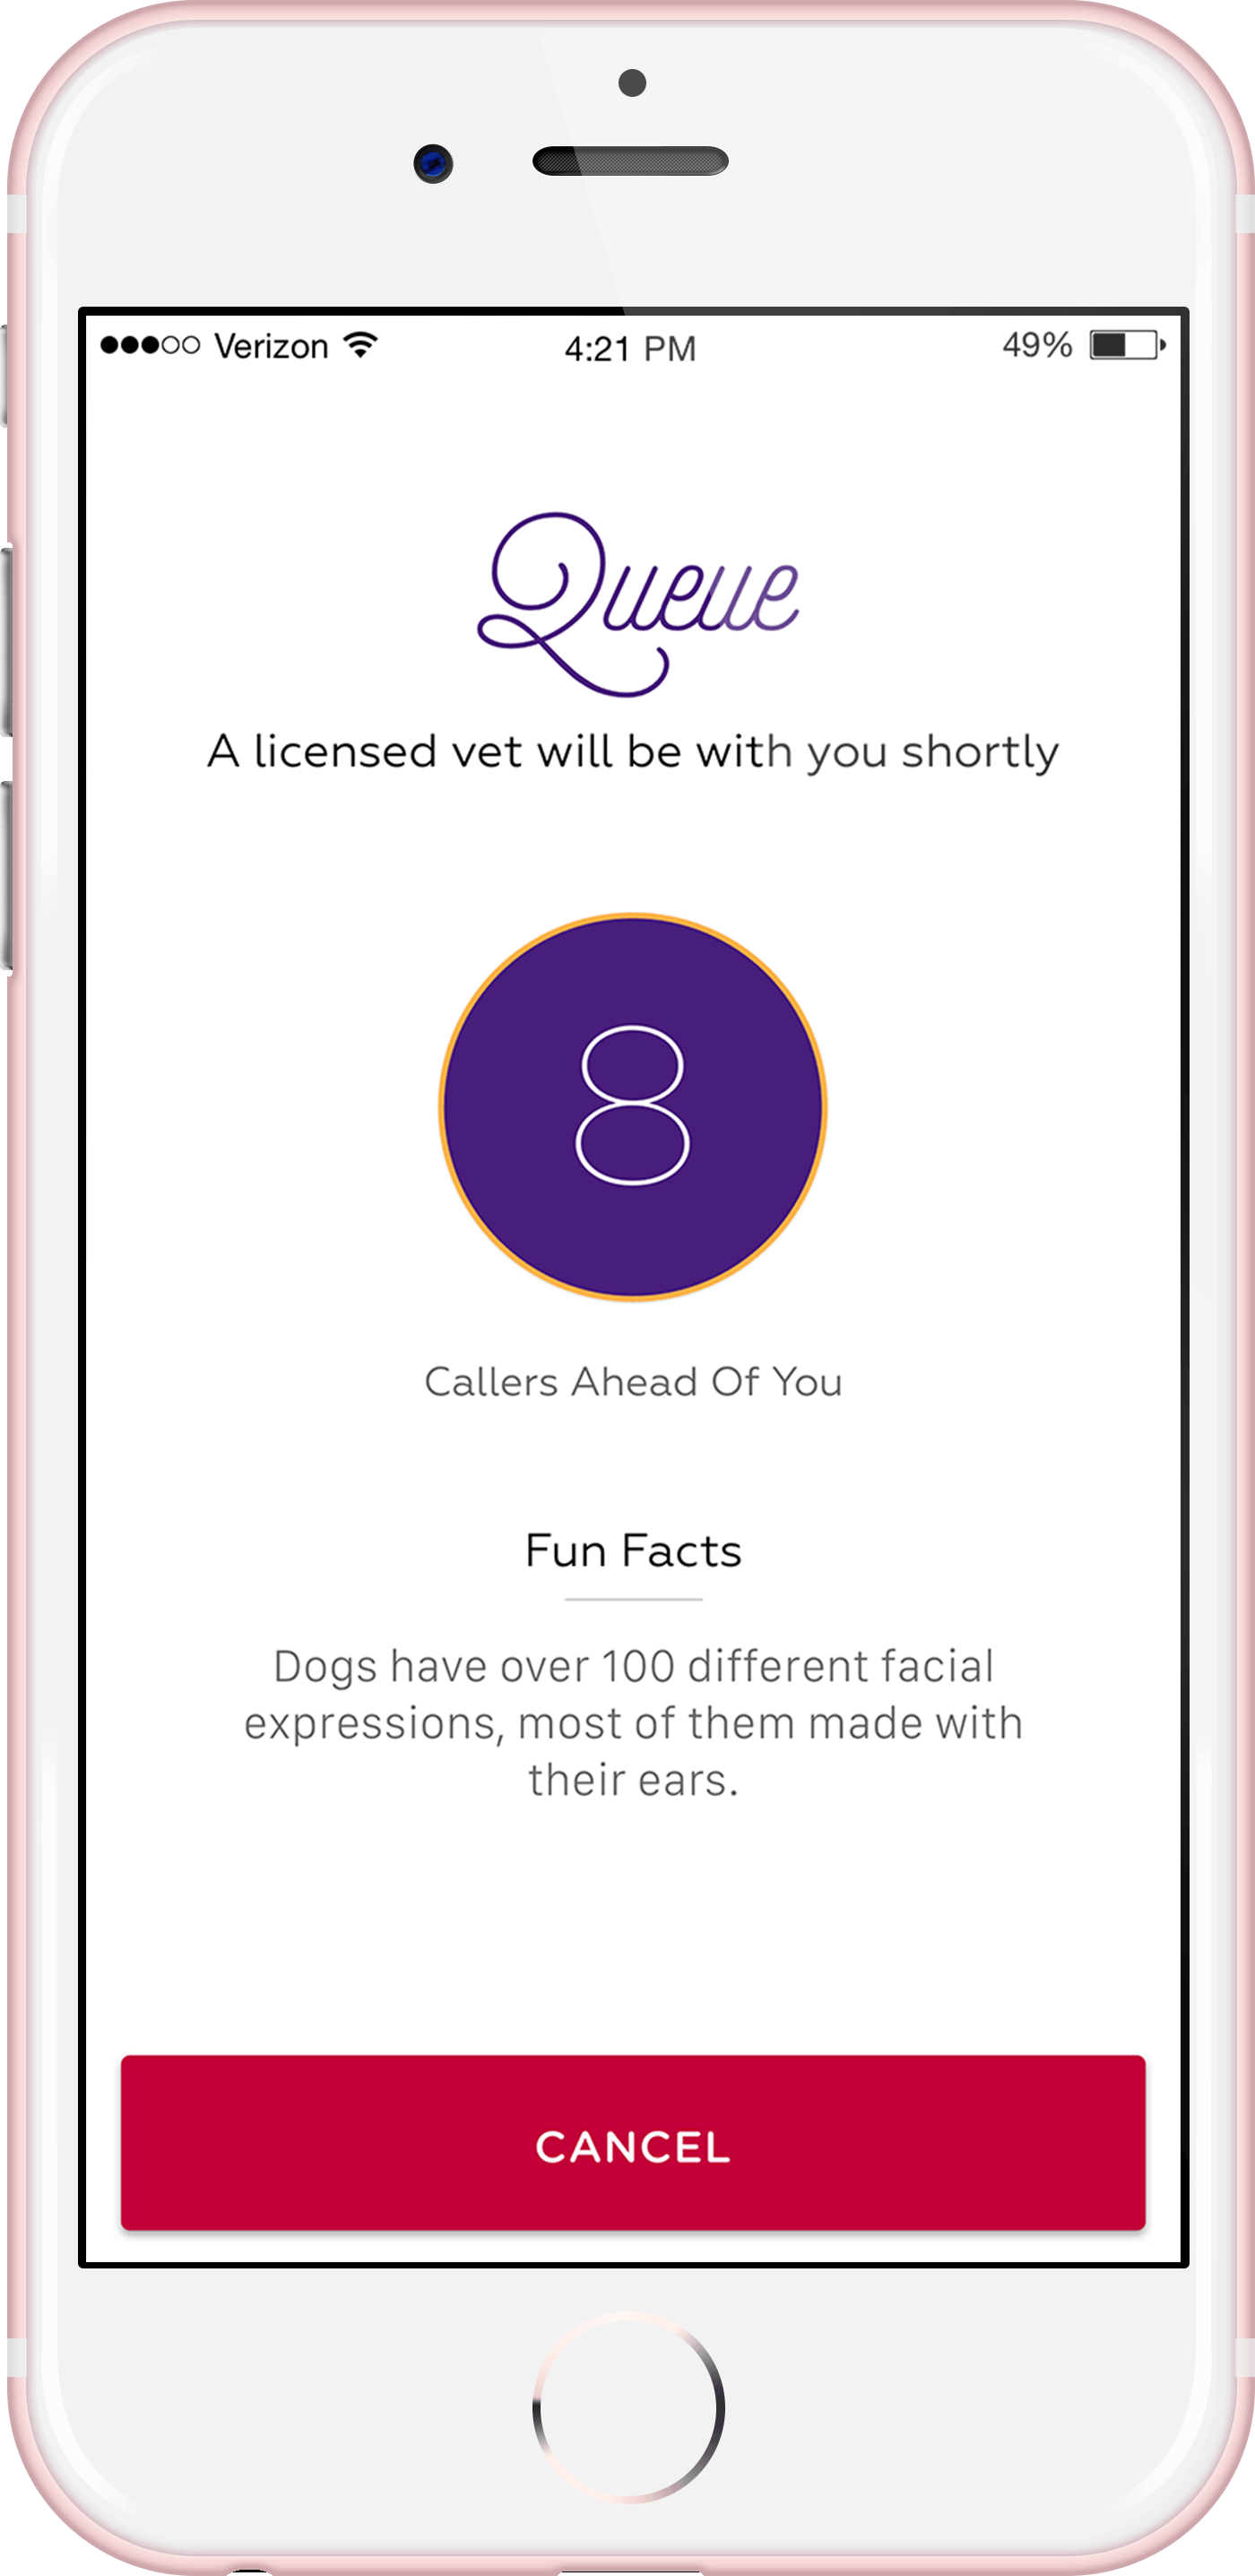 Verizon 4:21 PM 49%
Queue
A licensed vet will be with you shortly
8
Callers Ahead Of You
Fun Facts
Dogs have over 100 different facial
expressions, most of them made with
their ears.
CANCEL